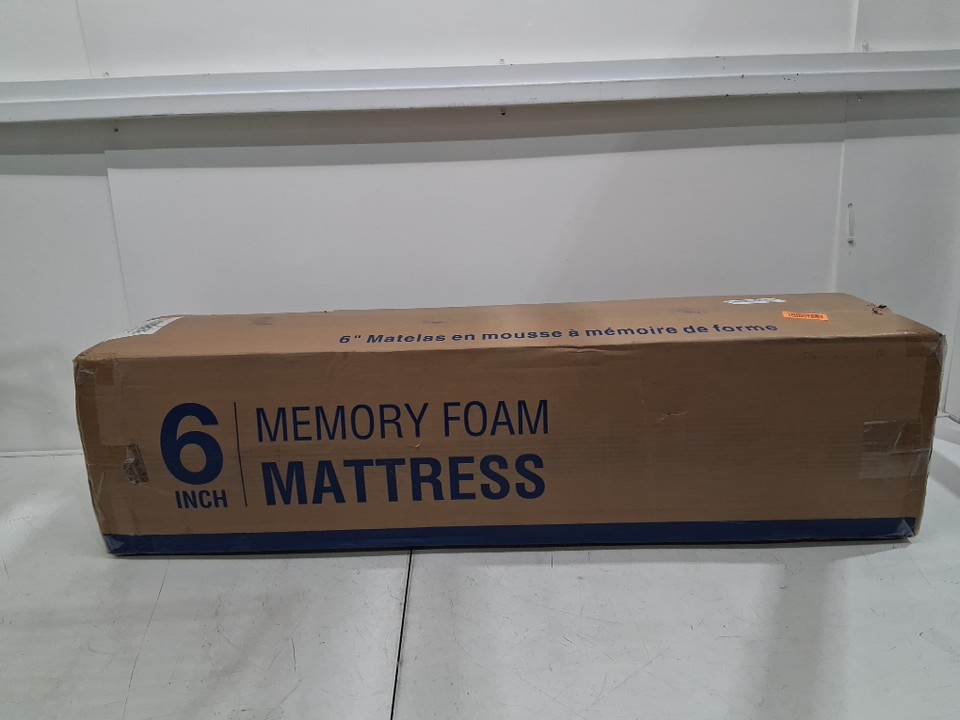 6" Matelas en mousse à mémoire de forme
6
INCH
MEMORY FOAM
MATTRESS